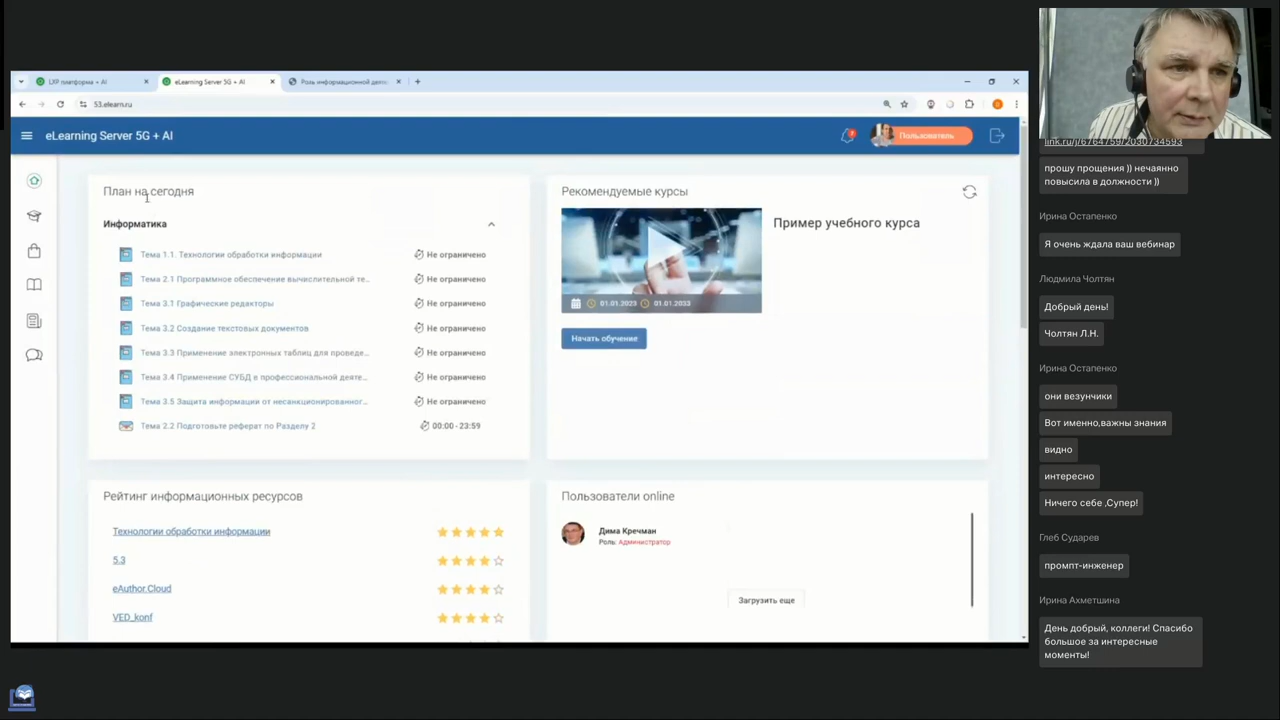 LXP платформа + AI
eLearning Server 5G + AI
Роль информационной деят
53.elearn.ru
eLearning Server 5G + AI
Пользователь
План на сегодня
Информатика
Тема 1.1. Технологии обработки информации
Не ограничено
Тема 2.1 Программное обеспечение вычислительной те...
Не ограничено
Тема 3.1 Графические редакторы
Не ограничено
Тема 3.2 Создание текстовых документов
Не ограничено
Тема 3.3 Применение электронных таблиц для проведе...
Не ограничено
Тема 3.4 Применение СУБД в профессиональной деяте...
Не ограничено
Тема 3.5 Защита информации от несанкционированног...
Не ограничено
Тема 2.2 Подготовьте реферат по Разделу 2
00:00 - 23:59
Рекомендуемые курсы
Пример учебного курса
01.01.2023 01.01.2033
Начать обучение
Рейтинг информационных ресурсов
Технологии обработки информации
5.3
eAuthor.Cloud
VED_konf
Пользователи online
Дима Кречман
Роль: Администратор
Загрузить еще
link.ru/j/6764759/2030734593
прошу прощения )) нечаянно
повысила в должности ))
Ирина Остапенко
Я очень ждала ваш вебинар
Людмила Чолтян
Добрый день!
Чолтян Л.Н.
Ирина Остапенко
они везунчики
Вот именно,важны знания
видно
интересно
Ничего себе ,Супер!
Глеб Сударев
промпт-инженер
Ирина Ахметшина
День добрый, коллеги! Спасибо
большое за интересные
моменты!